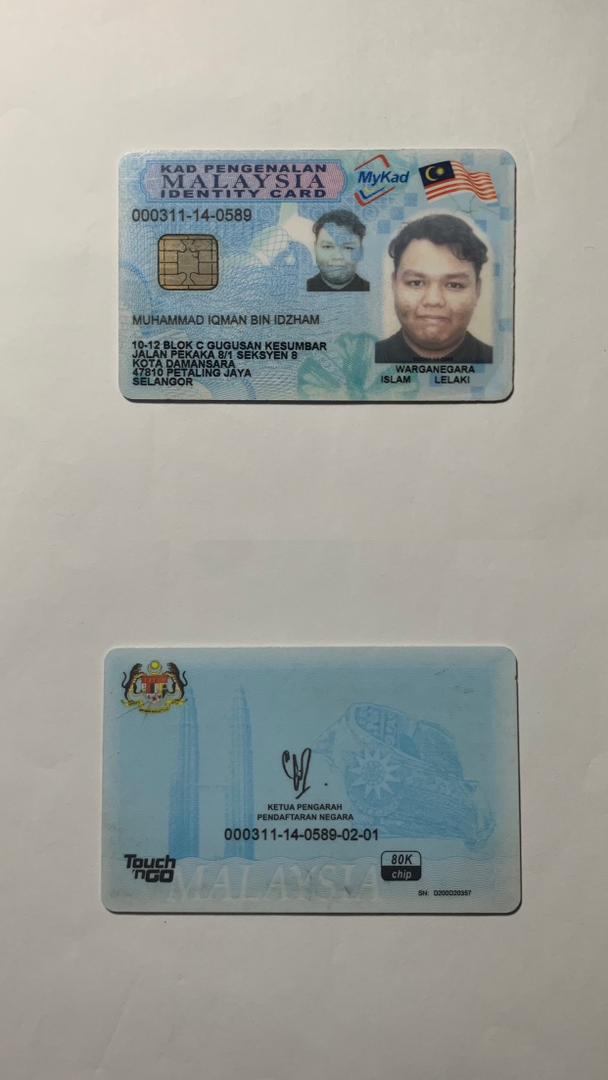 KAD PENGENALAN
MALAYSIA
IDENTITY CARD
MyKad
000311-14-0589
MUHAMMAD IQMAN BIN IDZHAM
10-12 BLOK C GUGUSAN KESUMBAR
JALAN PEKAKA 8/1 SEKSYEN 8
KOTA DAMANSARA
47810 PETALING JAYA
SELANGOR
WARGANEGARA
ISLAM LELAKI
KETUA PENGARAH
PENDAFTARAN NEGARA
000311-14-0589-02-01
Touch
'nGO
80K
chip
MALAYSIA
SN: D200D20357